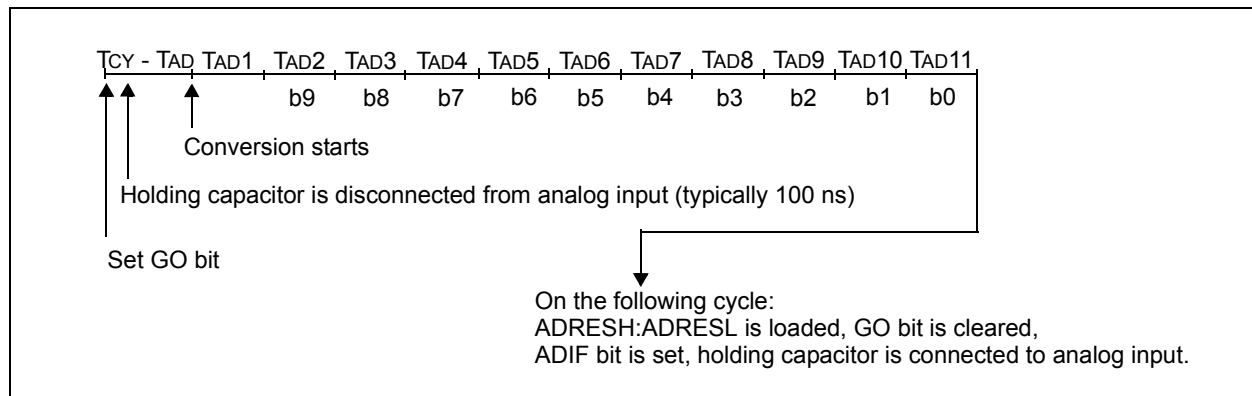 TCY - TAD TAD1 TAD2 TAD3 TAD4 TAD5 TAD6 TAD7 TAD8 TAD9 TAD10 TAD11
b9 b8 b7 b6 b5 b4 b3 b2 b1 b0
Conversion starts
Holding capacitor is disconnected from analog input (typically 100 ns)
Set GO bit
On the following cycle:
ADRESH:ADRESL is loaded, GO bit is cleared,
ADIF bit is set, holding capacitor is connected to analog input.